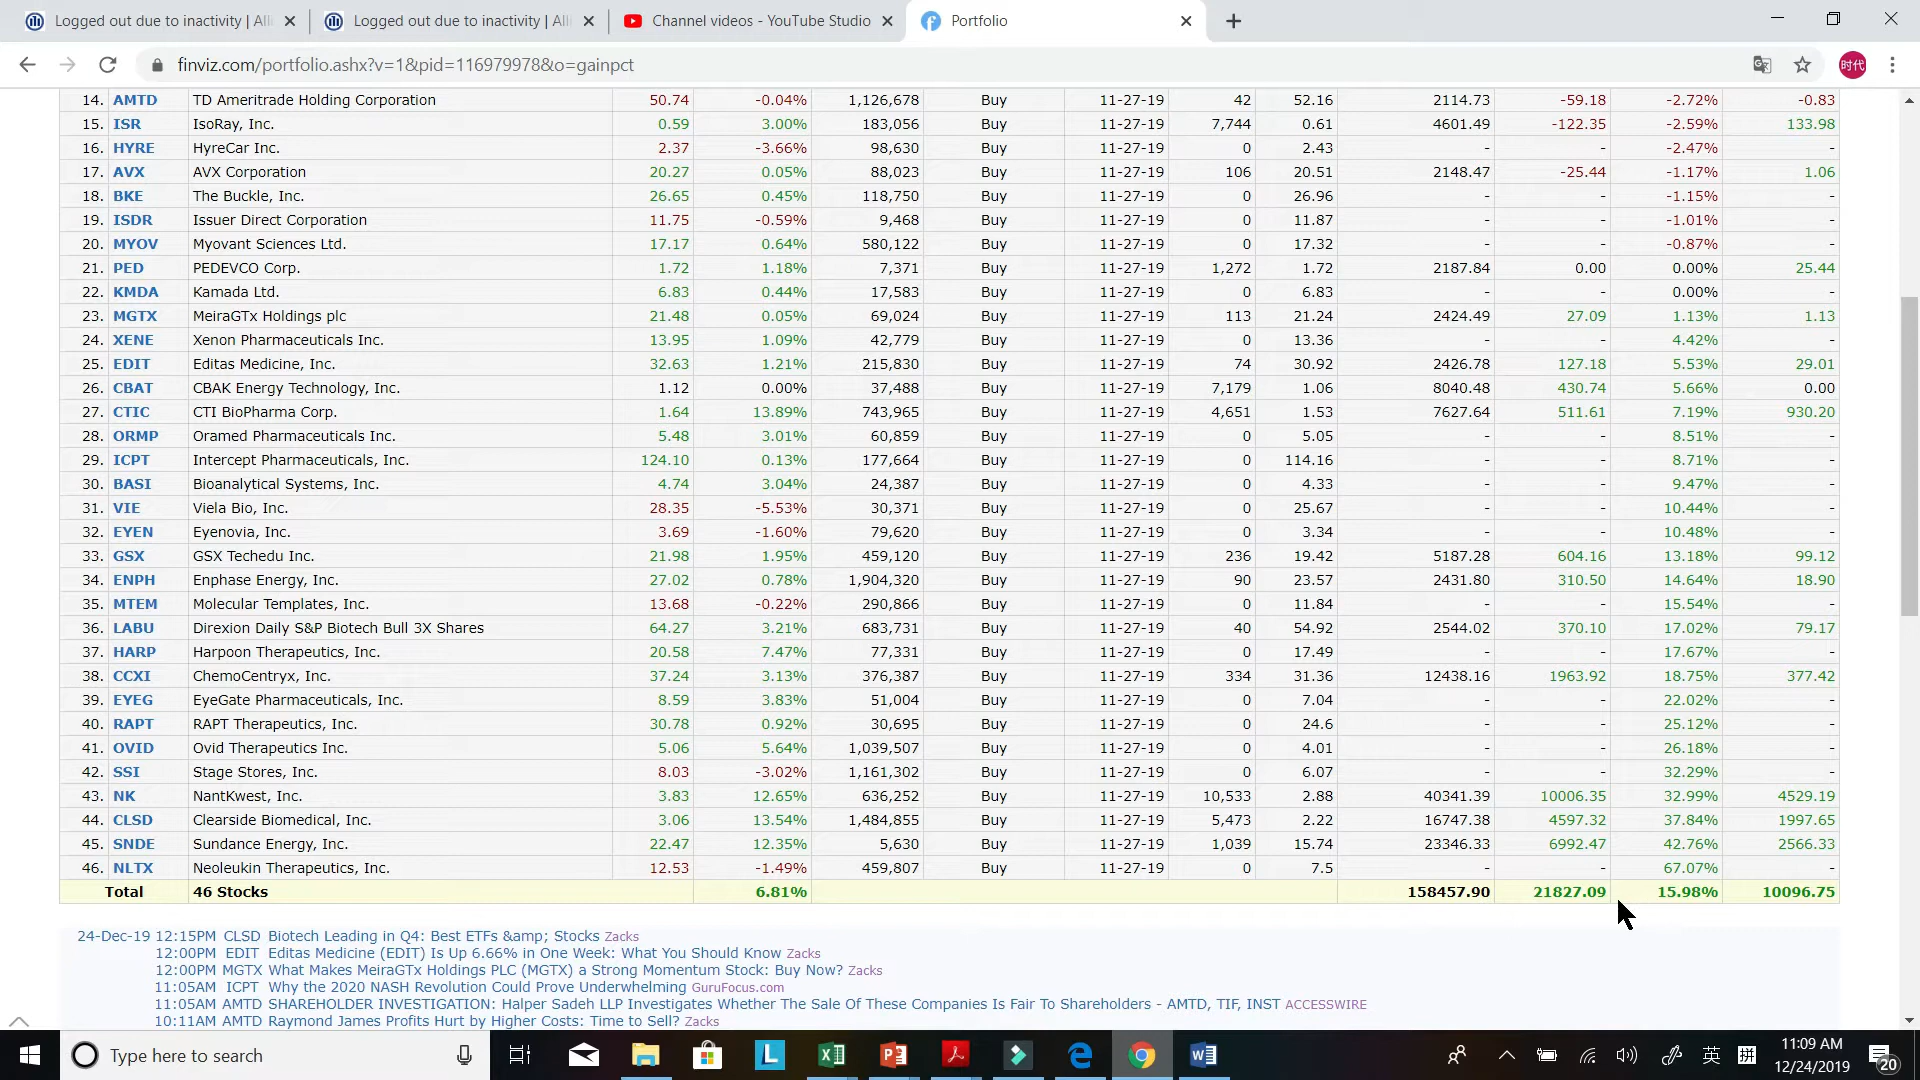 Logged out due to inactivity | Alli
Logged out due to inactivity | Alli
Channel videos - YouTube Studio
Portfolio
finviz.com/portfolio.ashx?v=1&pid=116979978&o=gainpct
时代
14. AMTD TD Ameritrade Holding Corporation 50.74 -0.04% 1,126,678 Buy 11-27-19 42 52.16 2114.73 -59.18 -2.72% -0.83
15. ISR IsoRay, Inc. 0.59 3.00% 183,056 Buy 11-27-19 7,744 0.61 4601.49 -122.35 -2.59% 133.98
16. HYRE HyreCar Inc. 2.37 -3.66% 98,630 Buy 11-27-19 0 2.43 - - -2.47% -
17. AVX AVX Corporation 20.27 0.05% 88,023 Buy 11-27-19 106 20.51 2148.47 -25.44 -1.17% 1.06
18. BKE The Buckle, Inc. 26.65 0.45% 118,750 Buy 11-27-19 0 26.96 - - -1.15% -
19. ISDR Issuer Direct Corporation 11.75 -0.59% 9,468 Buy 11-27-19 0 11.87 - - -1.01% -
20. MYOV Myovant Sciences Ltd. 17.17 0.64% 580,122 Buy 11-27-19 0 17.32 - - -0.87% -
21. PED PEDEVCO Corp. 1.72 1.18% 7,371 Buy 11-27-19 1,272 1.72 2187.84 0.00 0.00% 25.44
22. KMDA Kamada Ltd. 6.83 0.44% 17,583 Buy 11-27-19 0 6.83 - - 0.00% -
23. MGTX MeiraGTx Holdings plc 21.48 0.05% 69,024 Buy 11-27-19 113 21.24 2424.49 27.09 1.13% 1.13
24. XENE Xenon Pharmaceuticals Inc. 13.95 1.09% 42,779 Buy 11-27-19 0 13.36 - - 4.42% -
25. EDIT Editas Medicine, Inc. 32.63 1.21% 215,830 Buy 11-27-19 74 30.92 2426.78 127.18 5.53% 29.01
26. CBAT CBAK Energy Technology, Inc. 1.12 0.00% 37,488 Buy 11-27-19 7,179 1.06 8040.48 430.74 5.66% 0.00
27. CTIC CTI BioPharma Corp. 1.64 13.89% 743,965 Buy 11-27-19 4,651 1.53 7627.64 511.61 7.19% 930.20
28. ORMP Oramed Pharmaceuticals Inc. 5.48 3.01% 60,859 Buy 11-27-19 0 5.05 - - 8.51% -
29. ICPT Intercept Pharmaceuticals, Inc. 124.10 0.13% 177,664 Buy 11-27-19 0 114.16 - - 8.71% -
30. BASI Bioanalytical Systems, Inc. 4.74 3.04% 24,387 Buy 11-27-19 0 4.33 - - 9.47% -
31. VIE Viela Bio, Inc. 28.35 -5.53% 30,371 Buy 11-27-19 0 25.67 - - 10.44% -
32. EYEN Eyenovia, Inc. 3.69 -1.60% 79,620 Buy 11-27-19 0 3.34 - - 10.48% -
33. GSX GSX Techedu Inc. 21.98 1.95% 459,120 Buy 11-27-19 236 19.42 5187.28 604.16 13.18% 99.12
34. ENPH Enphase Energy, Inc. 27.02 0.78% 1,904,320 Buy 11-27-19 90 23.57 2431.80 310.50 14.64% 18.90
35. MTEM Molecular Templates, Inc. 13.68 -0.22% 290,866 Buy 11-27-19 0 11.84 - - 15.54% -
36. LABU Direxion Daily S&P Biotech Bull 3X Shares 64.27 3.21% 683,731 Buy 11-27-19 40 54.92 2544.02 370.10 17.02% 79.17
37. HARP Harpoon Therapeutics, Inc. 20.58 7.47% 77,331 Buy 11-27-19 0 17.49 - - 17.67% -
38. CCXI ChemoCentryx, Inc. 37.24 3.13% 376,387 Buy 11-27-19 334 31.36 12438.16 1963.92 18.75% 377.42
39. EYEG EyeGate Pharmaceuticals, Inc. 8.59 3.83% 51,004 Buy 11-27-19 0 7.04 - - 22.02% -
40. RAPT RAPT Therapeutics, Inc. 30.78 0.92% 30,695 Buy 11-27-19 0 24.6 - - 25.12% -
41. OVID Ovid Therapeutics Inc. 5.06 5.64% 1,039,507 Buy 11-27-19 0 4.01 - - 26.18% -
42. SSI Stage Stores, Inc. 8.03 -3.02% 1,161,302 Buy 11-27-19 0 6.07 - - 32.29% -
43. NK NantKwest, Inc. 3.83 12.65% 636,252 Buy 11-27-19 10,533 2.88 40341.39 10006.35 32.99% 4529.19
44. CLSD Clearside Biomedical, Inc. 3.06 13.54% 1,484,855 Buy 11-27-19 5,473 2.22 16747.38 4597.32 37.84% 1997.65
45. SNDE Sundance Energy, Inc. 22.47 12.35% 5,630 Buy 11-27-19 1,039 15.74 23346.33 6992.47 42.76% 2566.33
46. NLTX Neoleukin Therapeutics, Inc. 12.53 -1.49% 459,807 Buy 11-27-19 0 7.5 - - 67.07% -
Total 46 Stocks 6.81% 158457.90 21827.09 15.98% 10096.75
24-Dec-19 12:15PM CLSD Biotech Leading in Q4: Best ETFs &amp; Stocks Zacks
12:00PM EDIT Editas Medicine (EDIT) Is Up 6.66% in One Week: What You Should Know Zacks
12:00PM MGTX What Makes MeiraGTx Holdings PLC (MGTX) a Strong Momentum Stock: Buy Now? Zacks
11:05AM ICPT Why the 2020 NASH Revolution Could Prove Underwhelming GuruFocus.com
11:05AM AMTD SHAREHOLDER INVESTIGATION: Halper Sadeh LLP Investigates Whether The Sale Of These Companies Is Fair To Shareholders - AMTD, TIF, INST ACCESSWIRE
10:11AM AMTD Raymond James Profits Hurt by Higher Costs: Time to Sell? Zacks
Type here to search
英
拼
11:09 AM
12/24/2019
20